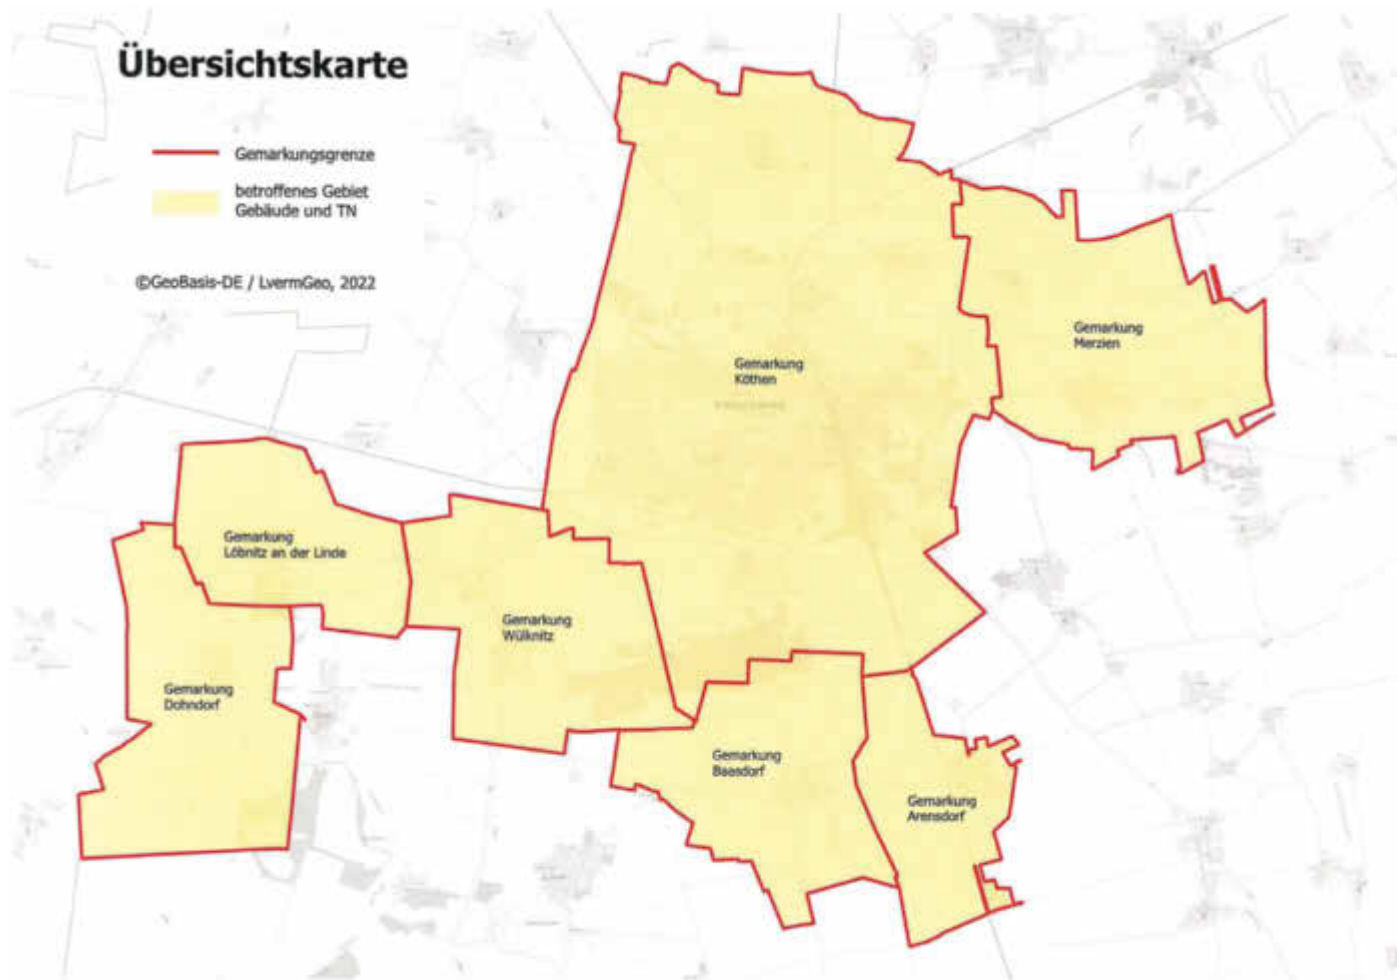 Übersichtskarte
Gemarkungsgrenze
betroffenes Gebiet
Gebäude und TN
©GeoBasis-DE / LvermGeo, 2022
Gemarkung
Merzien
Gemarkung
Köthen
Gemarkung
Löbnitz an der Linde
Gemarkung
Wülknitz
Gemarkung
Dohndorf
Gemarkung
Baasdorf
Gemarkung
Arensdorf